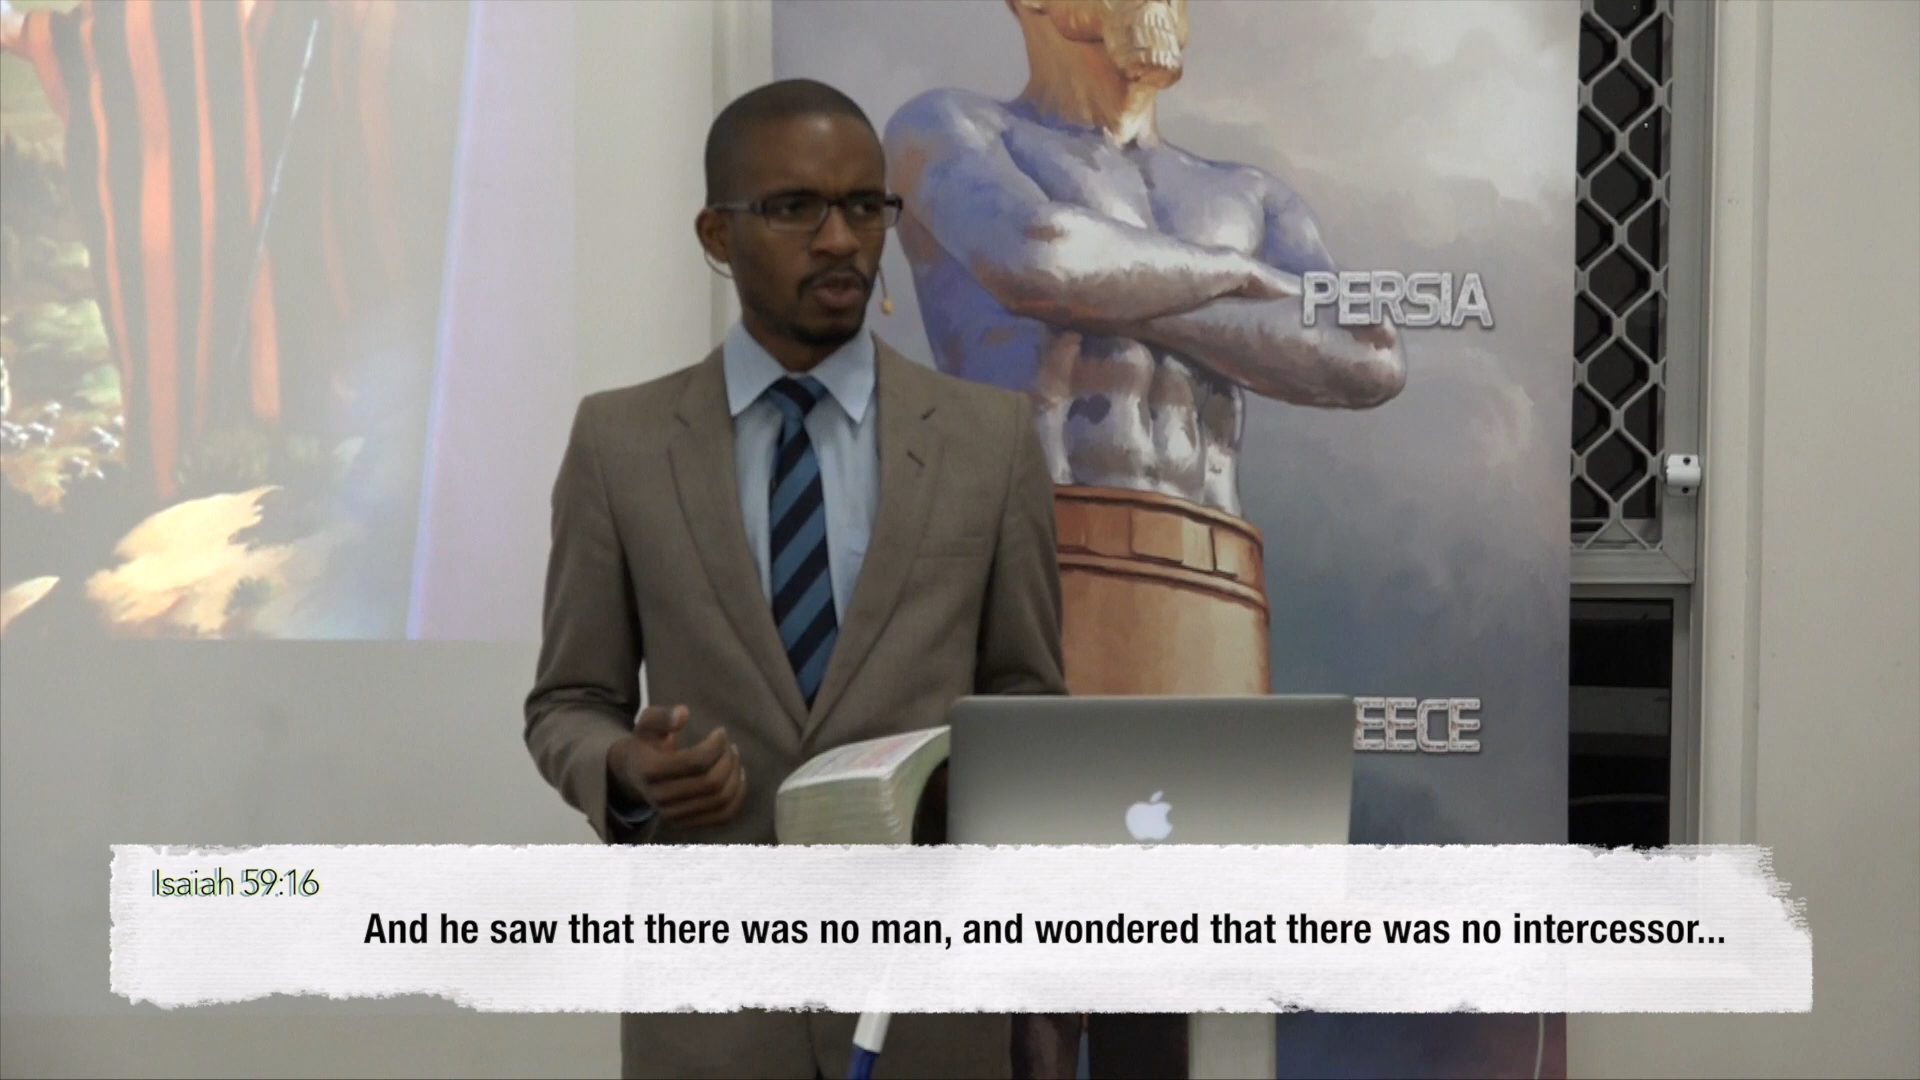 PERSIA
EECE
Isaiah 59:16
And he saw that there was no man, and wondered that there was no intercessor...